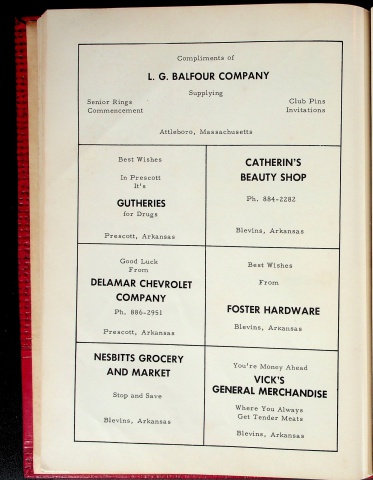 Compliments of
L. G. BALFOUR COMPANY
Supplying
Senior Rings Club Pins
Commencement Invitations
Attleboro, Massachusetts
Best Wishes
In Prescott
It's
GUTHERIES
for Drugs
Prescott, Arkansas
CATHERIN'S
BEAUTY SHOP
Ph. 884-2282
Blevins, Arkansas
Good Luck
From
DELAMAR CHEVROLET
COMPANY
Ph. 886-2951
Prescott, Arkansas
Best Wishes
From
FOSTER HARDWARE
Blevins, Arkansas
NESBITTS GROCERY
AND MARKET
Stop and Save
Blevins, Arkansas
You're Money Ahead
VICK'S
GENERAL MERCHANDISE
Where You Always
Get Tender Meats
Blevins, Arkansas